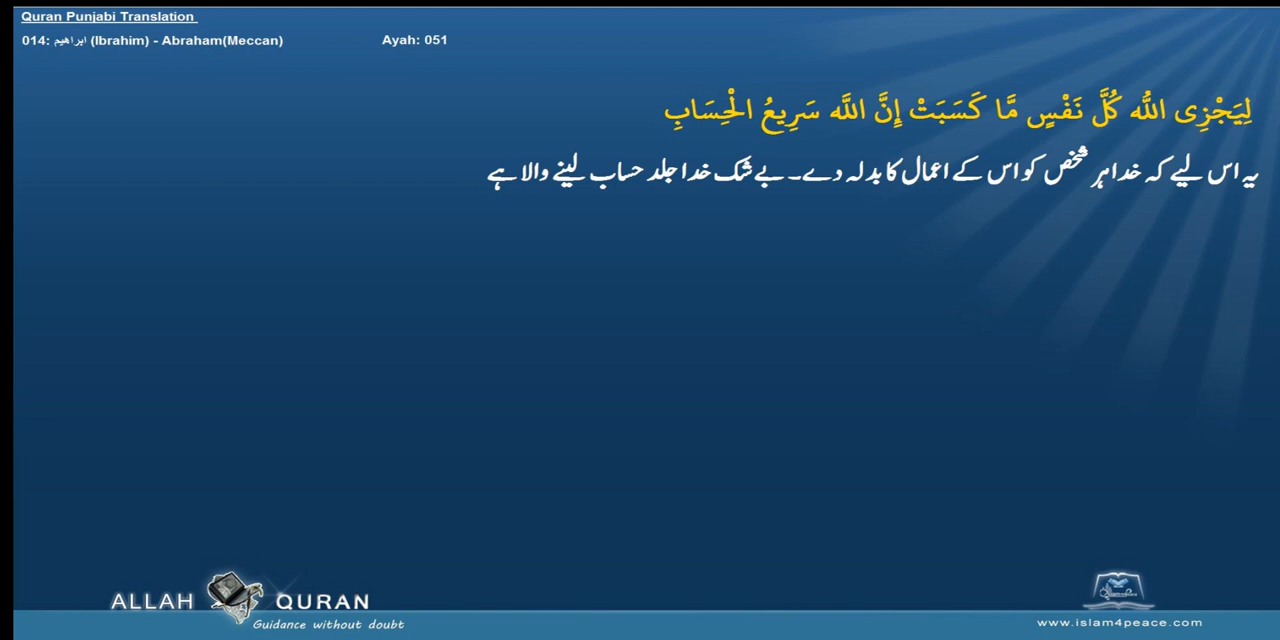 Quran Punjabi Translation
014: ابراهيم (Ibrahim) - Abraham(Meccan) Ayah: 051
لِيَجْزِى اللّٰه كُلَّ نَفْسٍ مَّا كَسَبَتْ إِنَّ اللّٰه سَرِيعُ الْحِسَابِ
یہ اس لیے کہ خدا ہر شخص کو اس کے اعمال کا بدلہ دے۔ بے شک خدا جلد حساب لینے والا ہے
ALLAH QURAN
Guidance without doubt
www.islam4peace.com